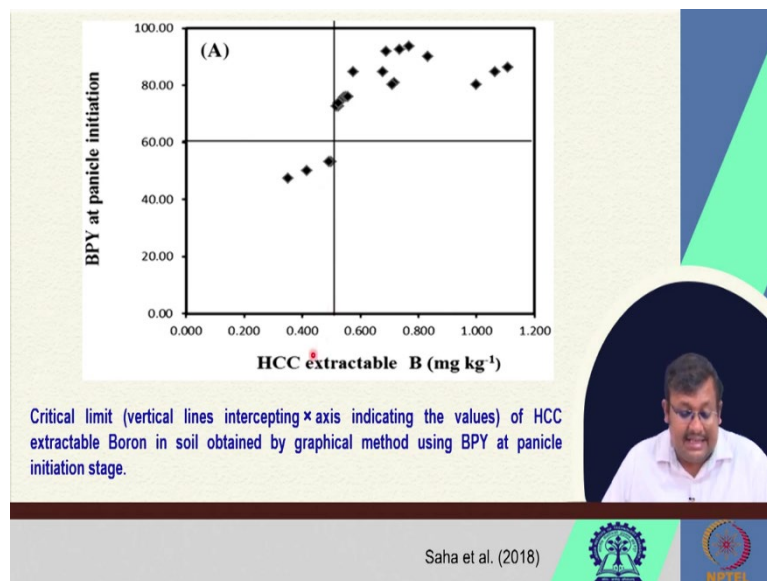 (A)
100.00
80.00
60.00
40.00
20.00
0.00
BPY at panicle initiation
0.000 0.200 0.400 0.600 0.800 1.000 1.200
HCC extractable B (mg kg⁻¹)
Critical limit (vertical lines intercepting × axis indicating the values) of HCC
extractable Boron in soil obtained by graphical method using BPY at panicle
initiation stage.
Saha et al. (2018)
NPTEL